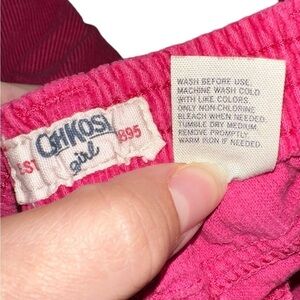 EST
OSHKOSH
1895
girl
WASH BEFORE USE.
MACHINE WASH COLD
WITH LIKE COLORS.
ONLY NON-CHLORINE
BLEACH WHEN NEEDED.
TUMBLE DRY MEDIUM.
REMOVE PROMPTLY.
WARM IRON IF NEEDED.